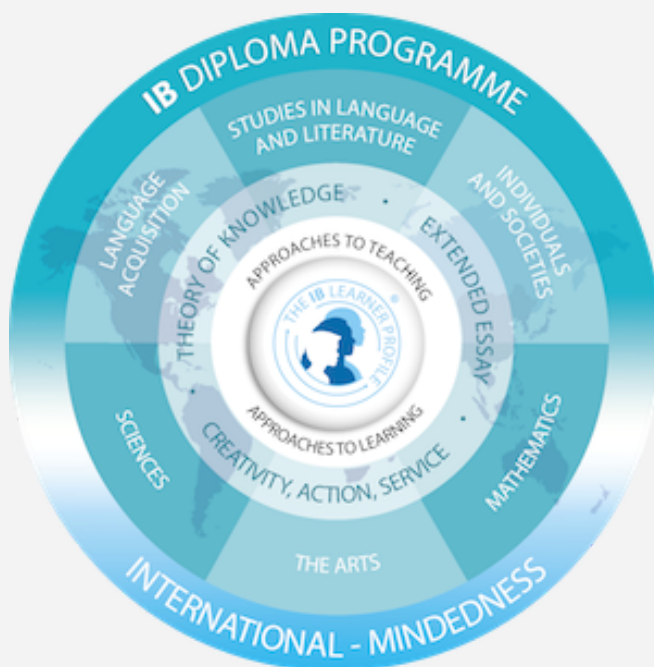 IB DIPLOMA PROGRAMME
STUDIES IN LANGUAGE
AND LITERATURE
LANGUAGE
ACQUISITION
INDIVIDUALS
AND SOCIETIES
THEORY OF KNOWLEDGE
EXTENDED ESSAY
APPROACHES TO TEACHING
THE IB LEARNER PROFILE
®
APPROACHES TO LEARNING
CREATIVITY, ACTION, SERVICE
SCIENCES
MATHEMATICS
THE ARTS
INTERNATIONAL - MINDEDNESS